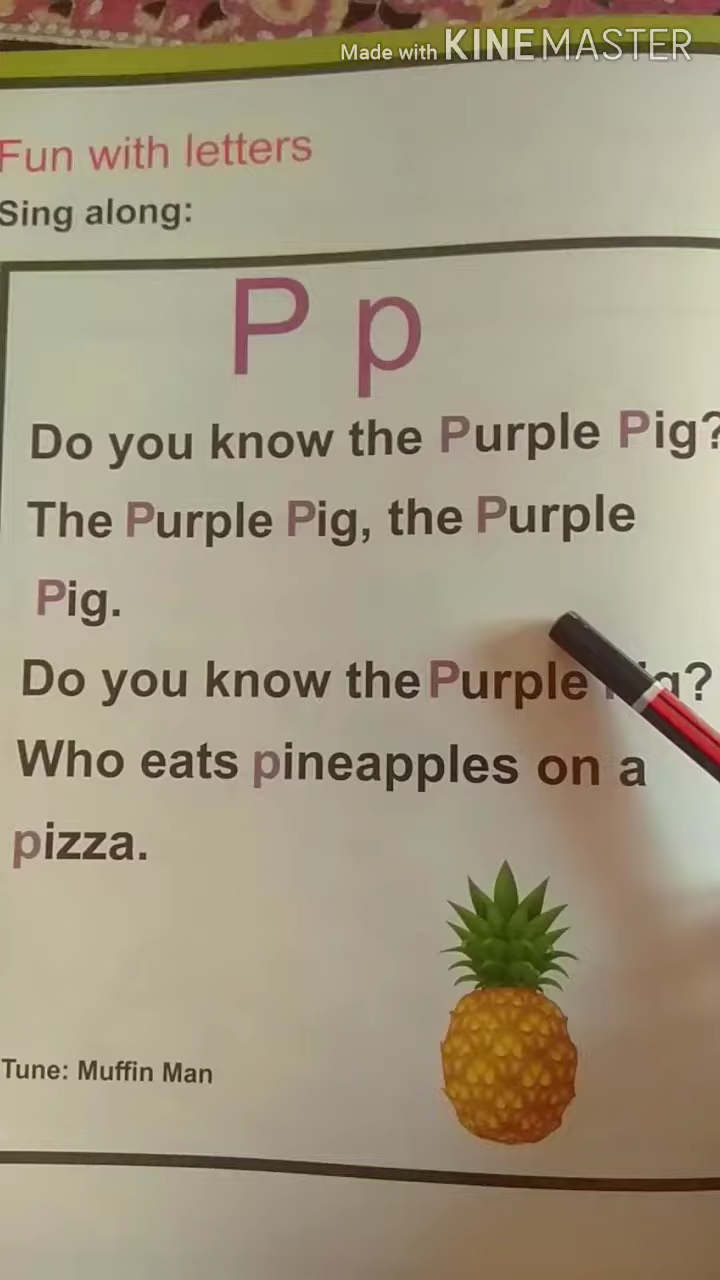 Made with KINEMASTER
Fun with letters
Sing along:
P p
Do you know the Purple Pig?
The Purple Pig, the Purple
Pig.
Do you know the Purple ?
Who eats pineapples on a
pizza.
Tune: Muffin Man